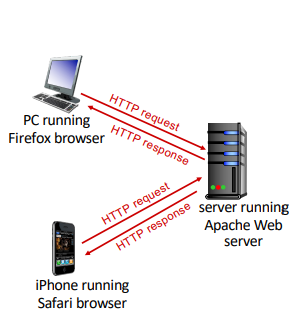 HTTP request
PC running
Firefox browser
HTTP response
HTTP request
HTTP response
server running
Apache Web
server
iPhone running
Safari browser